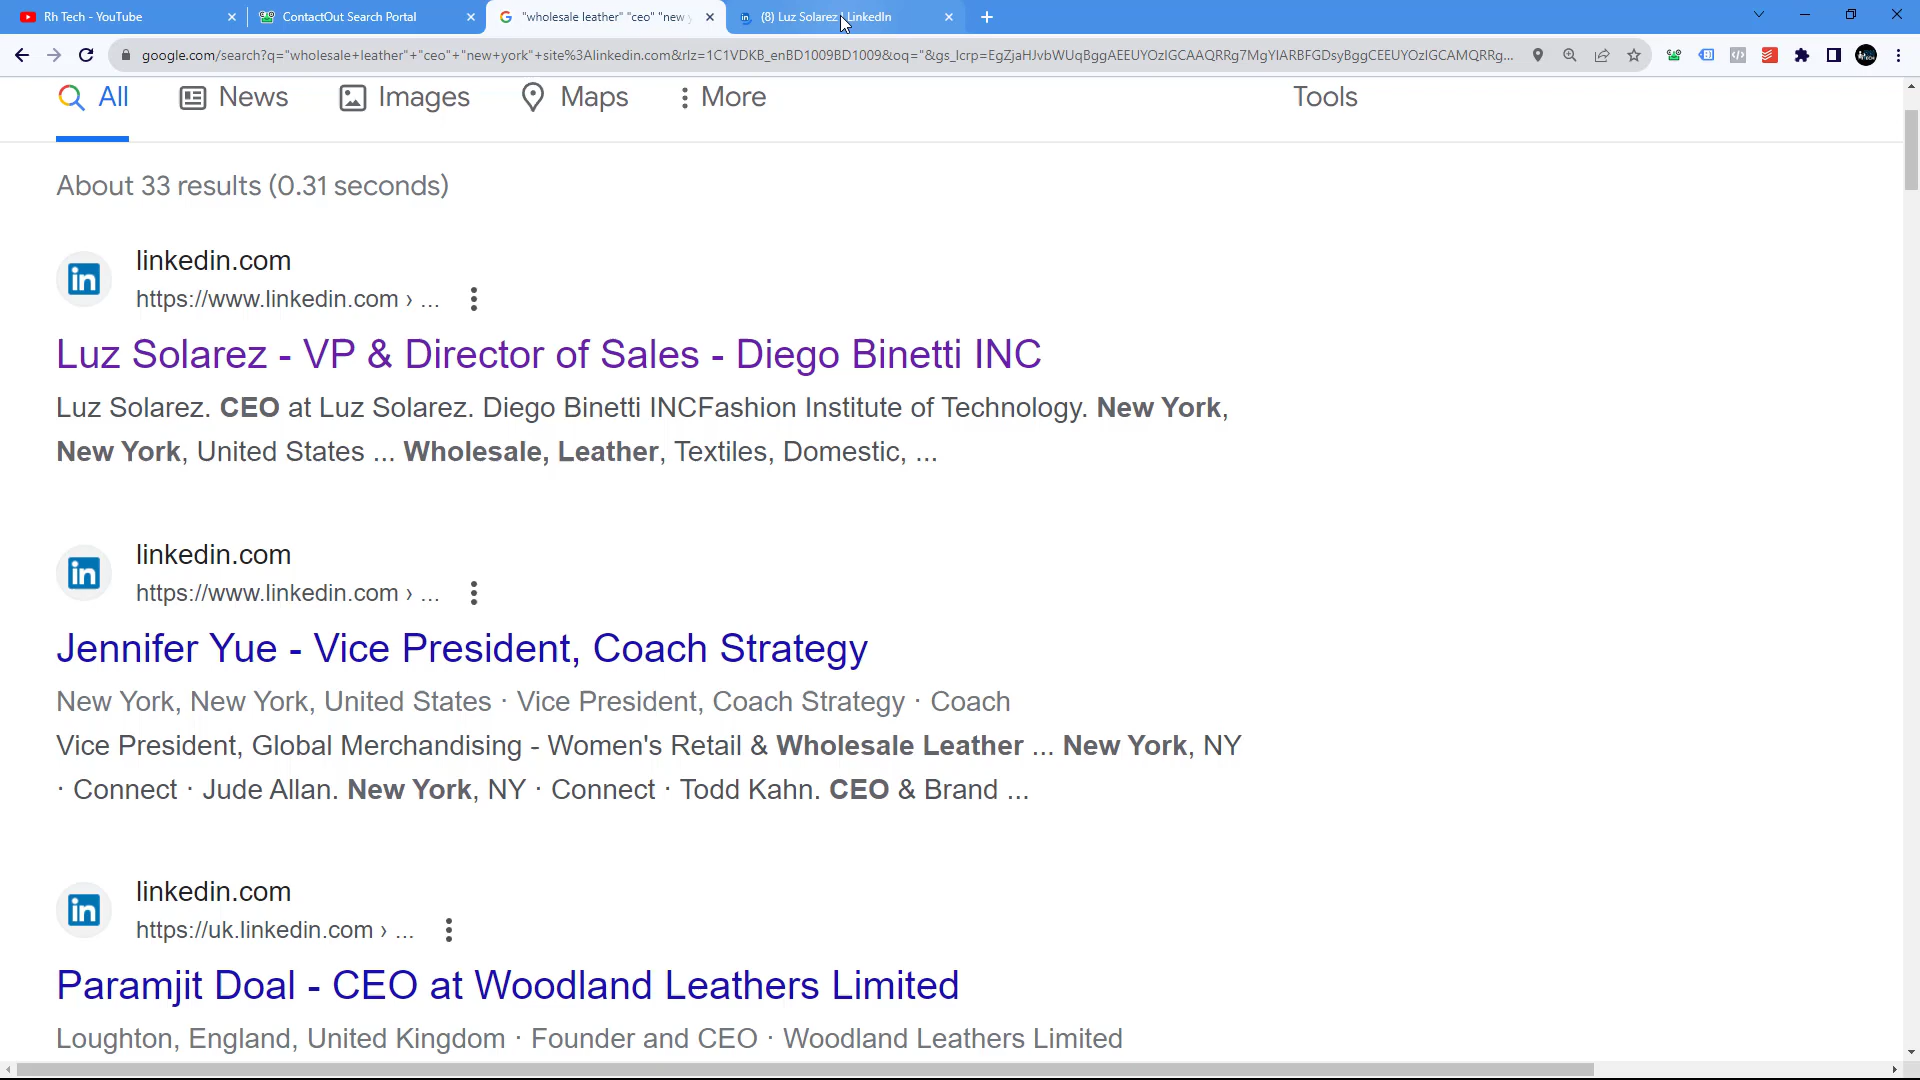 Rh Tech - YouTube
ContactOut Search Portal
"wholesale leather" "ceo" "new
(8) Luz Solarez | LinkedIn
google.com/search?q="wholesale+leather"+"ceo"+"new+york"+site%3Alinkedin.com&rlz=1C1VDKB_enBD1009BD1009&oq="&gs_lcrp=EgZjaHJvbWUqBggAEEUYOzIGCAAQRRg7MgYIARBFGDsyBggCEEUYOzIGCAMQRRg...
All
News
Images
Maps
More
Tools
About 33 results (0.31 seconds)
linkedin.com
https://www.linkedin.com › ...
Luz Solarez - VP & Director of Sales - Diego Binetti INC
Luz Solarez. CEO at Luz Solarez. Diego Binetti INCFashion Institute of Technology. New York,
New York, United States ... Wholesale, Leather, Textiles, Domestic, ...
linkedin.com
https://www.linkedin.com › ...
Jennifer Yue - Vice President, Coach Strategy
New York, New York, United States · Vice President, Coach Strategy · Coach
Vice President, Global Merchandising - Women's Retail & Wholesale Leather ... New York, NY
· Connect · Jude Allan. New York, NY · Connect · Todd Kahn. CEO & Brand ...
linkedin.com
https://uk.linkedin.com › ...
Paramjit Doal - CEO at Woodland Leathers Limited
Loughton, England, United Kingdom · Founder and CEO · Woodland Leathers Limited